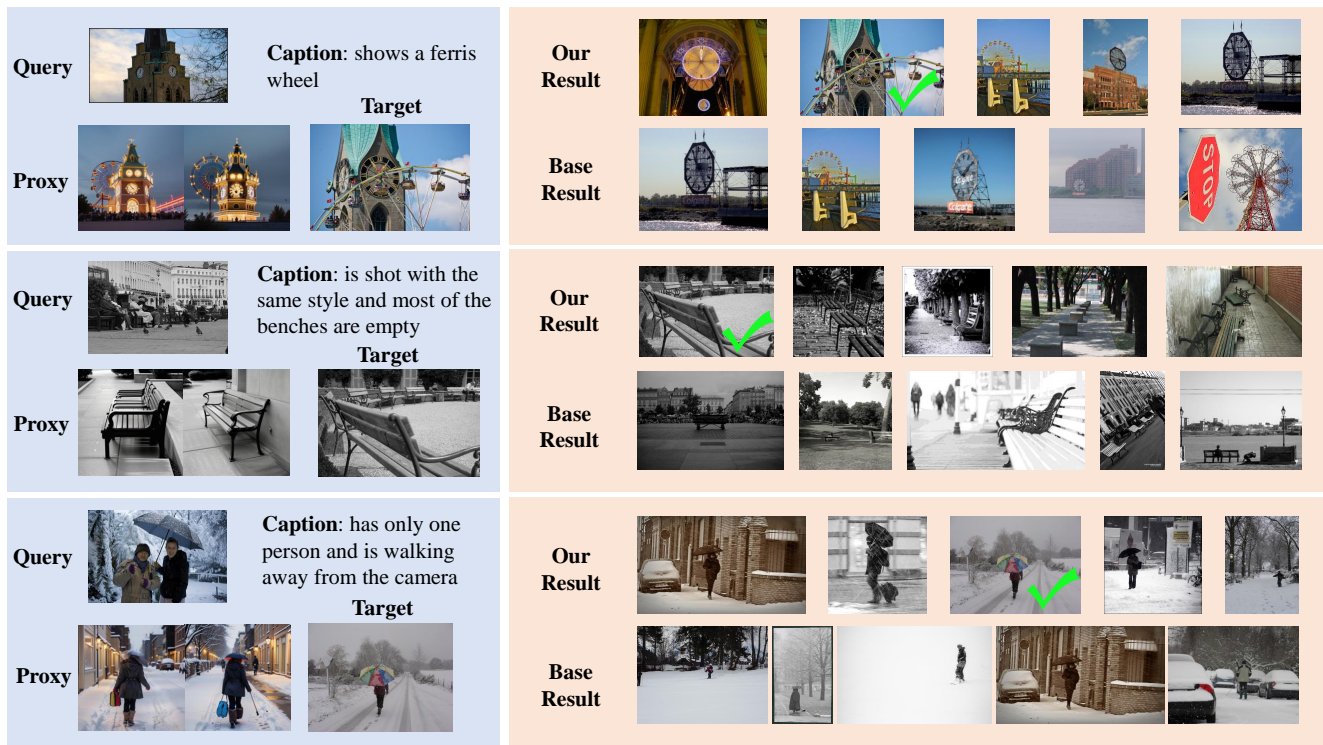 Query
Caption: shows a ferris
wheel
Target
Proxy
Our
Result
Base
Result
STOP
Colgate
Query
Caption: is shot with the
same style and most of the
benches are empty
Target
Proxy
Our
Result
Base
Result
Query
Caption: has only one
person and is walking
away from the camera
Target
Proxy
Our
Result
Base
Result